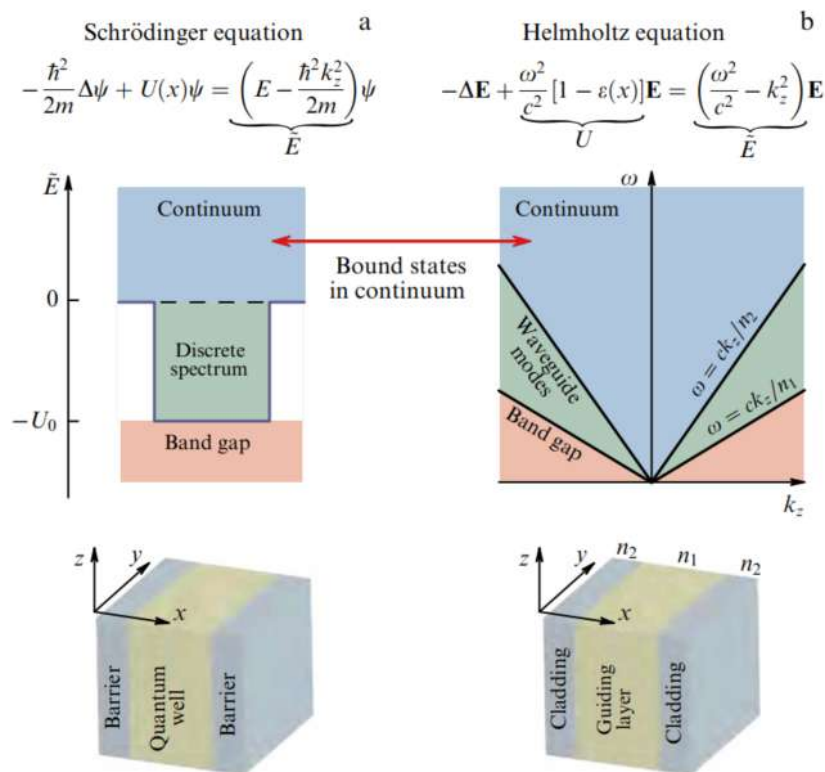 Schrödinger equation
a
−ħ²/2m Δψ + U(x)ψ = (E − ħ²k_z²/2m)ψ
Ẽ
Ẽ
Continuum
0
Discrete
spectrum
−U₀
Band gap
Bound states
in continuum
Helmholtz equation
b
−ΔE + ω²/c² [1 − ε(x)]E = (ω²/c² − k_z²)E
U
Ẽ
ω
Continuum
Waveguide
modes
Band gap
ω = ck_z/n₂
ω = ck_z/n₁
k_z
z
y
x
Barrier
Quantum
well
Barrier
z
y
x
n₂
n₁
n₂
Cladding
Guiding
layer
Cladding